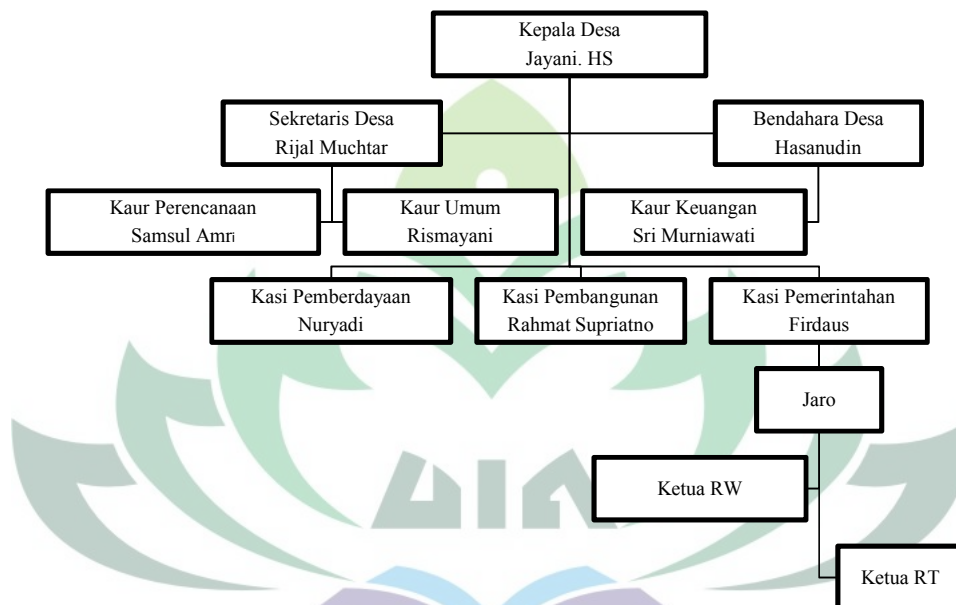 Kepala Desa
Jayani. HS
Sekretaris Desa
Rijal Muchtar
Bendahara Desa
Hasanudin
Kaur Perencanaan
Samsul Amri
Kaur Umum
Rismayani
Kaur Keuangan
Sri Murniawati
Kasi Pemberdayaan
Nuryadi
Kasi Pembangunan
Rahmat Supriatno
Kasi Pemerintahan
Firdaus
Jaro
Ketua RW
UIN
Ketua RT